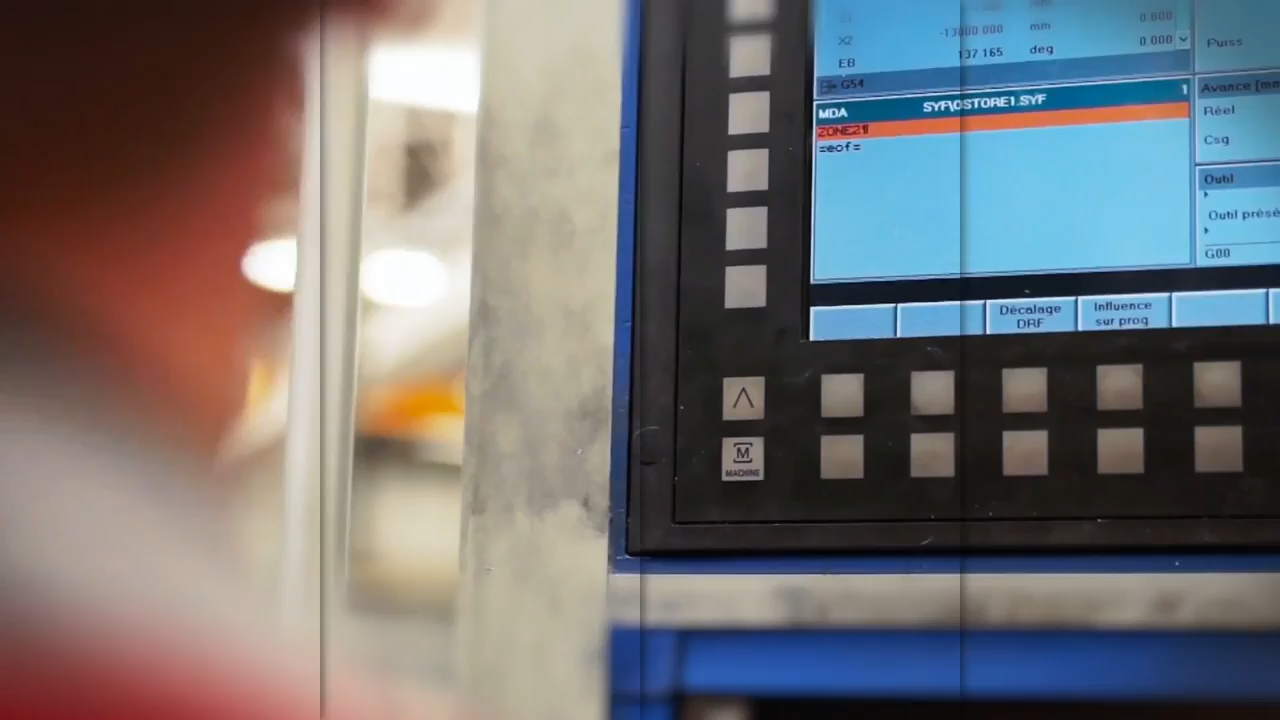 X2 -13000 000 mm 0.000
EB 137 165 deg 0.000
G54
MDA SYF\OSTORE1.SYF 1
ZONE2¶
=eof=
Puiss
Avance
Réel
Csg
Outil
Outil présé
G00
Décalage DRF
Influence sur prog
M
MACHINE